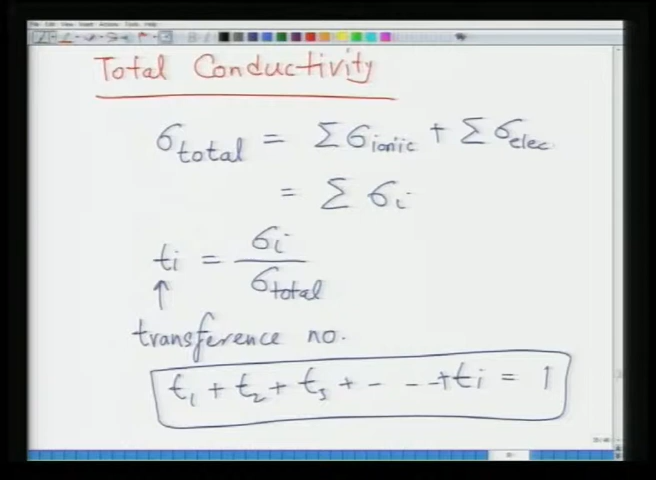 Total Conductivity
σtotal = Σσionic + Σσelec
= Σσi
ti = σi / σtotal
↑
transference no.
t1 + t2 + t3 + - - - + ti = 1